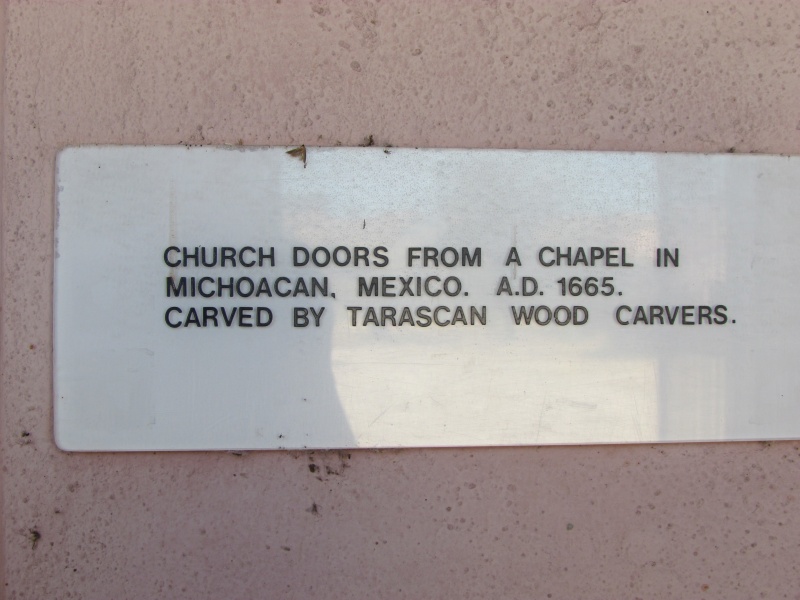 CHURCH DOORS FROM A CHAPEL IN
MICHOACAN, MEXICO. A.D. 1665.
CARVED BY TARASCAN WOOD CARVERS.